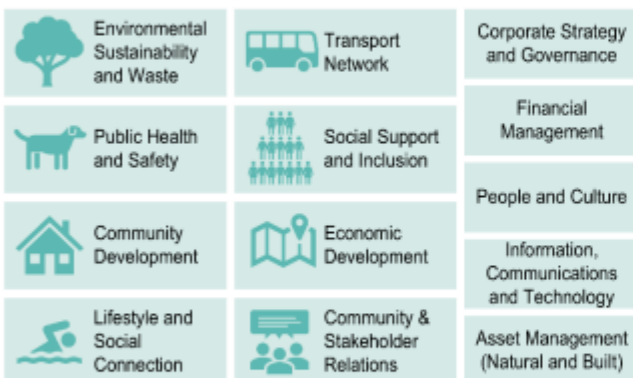 Environmental
Sustainability
and Waste
Transport
Network
Corporate Strategy
and Governance
Public Health
and Safety
Social Support
and Inclusion
Financial
Management
People and Culture
Community
Development
Economic
Development
Information,
Communications
and Technology
Lifestyle and
Social
Connection
Community &
Stakeholder
Relations
Asset Management
(Natural and Built)